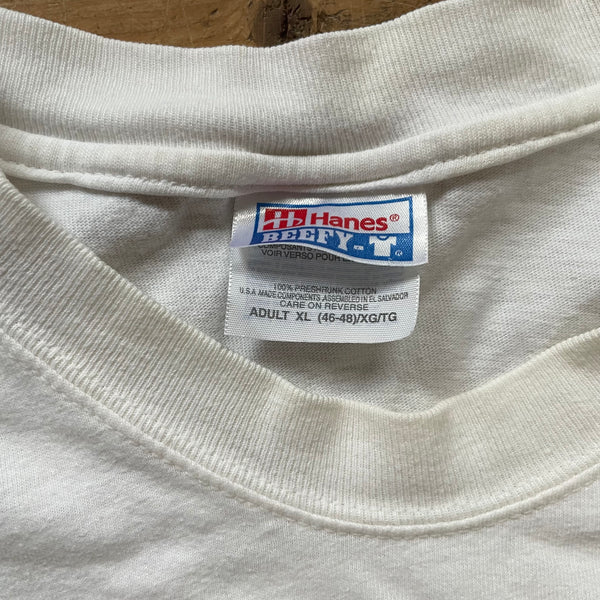 Hanes®
BEEFY-T
VOIR VERSO POUR
100% PRESHRUNK COTTON
U.S.A MADE COMPONENTS, ASSEMBLED IN EL SALVADOR
CARE ON REVERSE
ADULT XL (46-48)/XG/TG